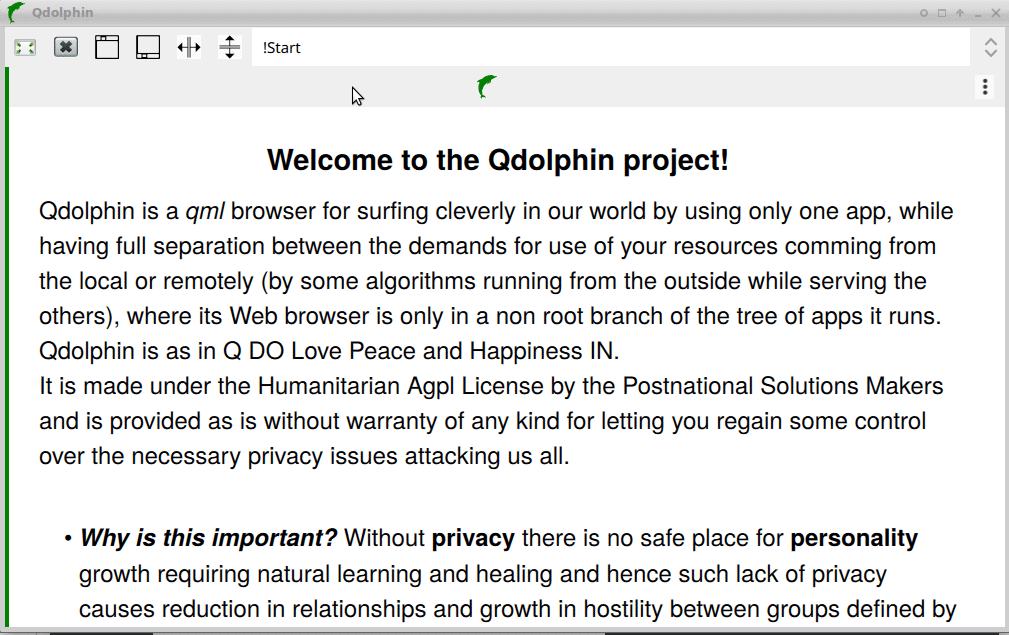 Qdolphin
!Start
Welcome to the Qdolphin project!
Qdolphin is a qml browser for surfing cleverly in our world by using only one app, while
having full separation between the demands for use of your resources comming from
the local or remotely (by some algorithms running from the outside while serving the
others), where its Web browser is only in a non root branch of the tree of apps it runs.
Qdolphin is as in Q DO Love Peace and Happiness IN.
It is made under the Humanitarian Agpl License by the Postnational Solutions Makers
and is provided as is without warranty of any kind for letting you regain some control
over the necessary privacy issues attacking us all.
• Why is this important? Without privacy there is no safe place for personality
growth requiring natural learning and healing and hence such lack of privacy
causes reduction in relationships and growth in hostility between groups defined by